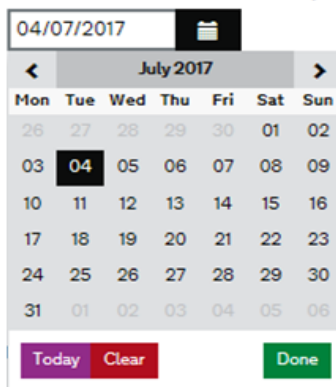 04/07/2017
July 2017
Mon Tue Wed Thu Fri Sat Sun
26 27 28 29 30 01 02
03 04 05 06 07 08 09
10 11 12 13 14 15 16
17 18 19 20 21 22 23
24 25 26 27 28 29 30
31 01 02 03 04 05 06
Today Clear Done